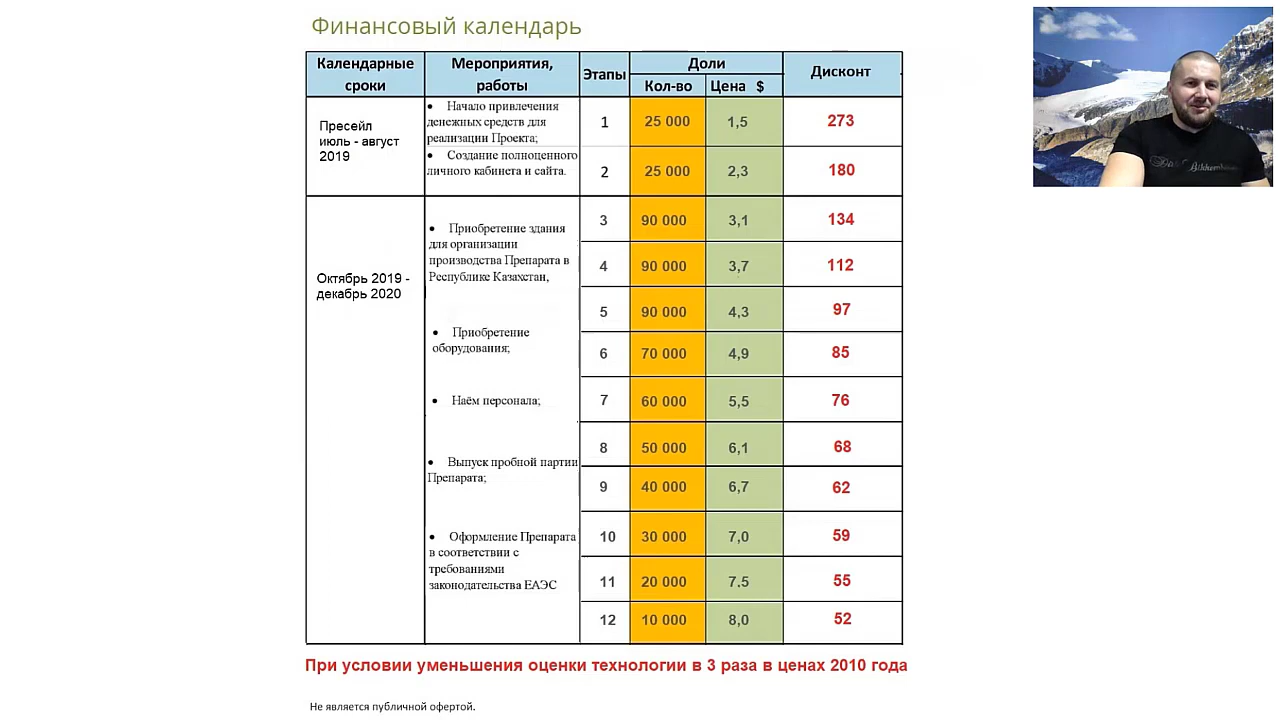 Финансовый календарь
Календарные сроки
Мероприятия, работы
Этапы
Доли
Кол-во
Цена $
Дисконт
Пресейл
июль - август
2019
• Начало привлечения
денежных средств для
реализации Проекта;
• Создание полноценного
личного кабинета и сайта.
1 25 000 1,5 273
2 25 000 2,3 180
Октябрь 2019 -
декабрь 2020
• Приобретение здания
для организации
производства Препарата в
Республике Казахстан,
• Приобретение
оборудования;
• Наём персонала;
• Выпуск пробной партии
Препарата;
• Оформление Препарата
в соответствии с
требованиями
законодательства ЕАЭС
3 90 000 3,1 134
4 90 000 3,7 112
5 90 000 4,3 97
6 70 000 4,9 85
7 60 000 5,5 76
8 50 000 6,1 68
9 40 000 6,7 62
10 30 000 7,0 59
11 20 000 7,5 55
12 10 000 8,0 52
При условии уменьшения оценки технологии в 3 раза в ценах 2010 года
Не является публичной офертой.